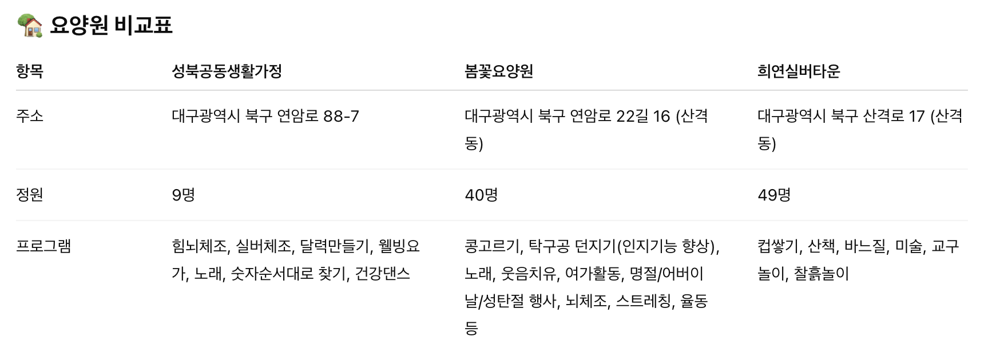 🏡 요양원 비교표
항목 성북공동생활가정 봄꽃요양원 희연실버타운
주소 대구광역시 북구 연암로 88-7 대구광역시 북구 연암로 22길 16 (산격 대구광역시 북구 산격로 17 (산격
동) 동)
정원 9명 40명 49명
프로그램 힘뇌체조, 실버체조, 달력만들기, 웰빙요 콩고르기, 탁구공 던지기(인지기능 향상), 컵쌓기, 산책, 바느질, 미술, 교구
가, 노래, 숫자순서대로 찾기, 건강댄스 노래, 웃음치유, 여가활동, 명절/어버이 놀이, 찰흙놀이
날/성탄절 행사, 뇌체조, 스트레칭, 율동
등